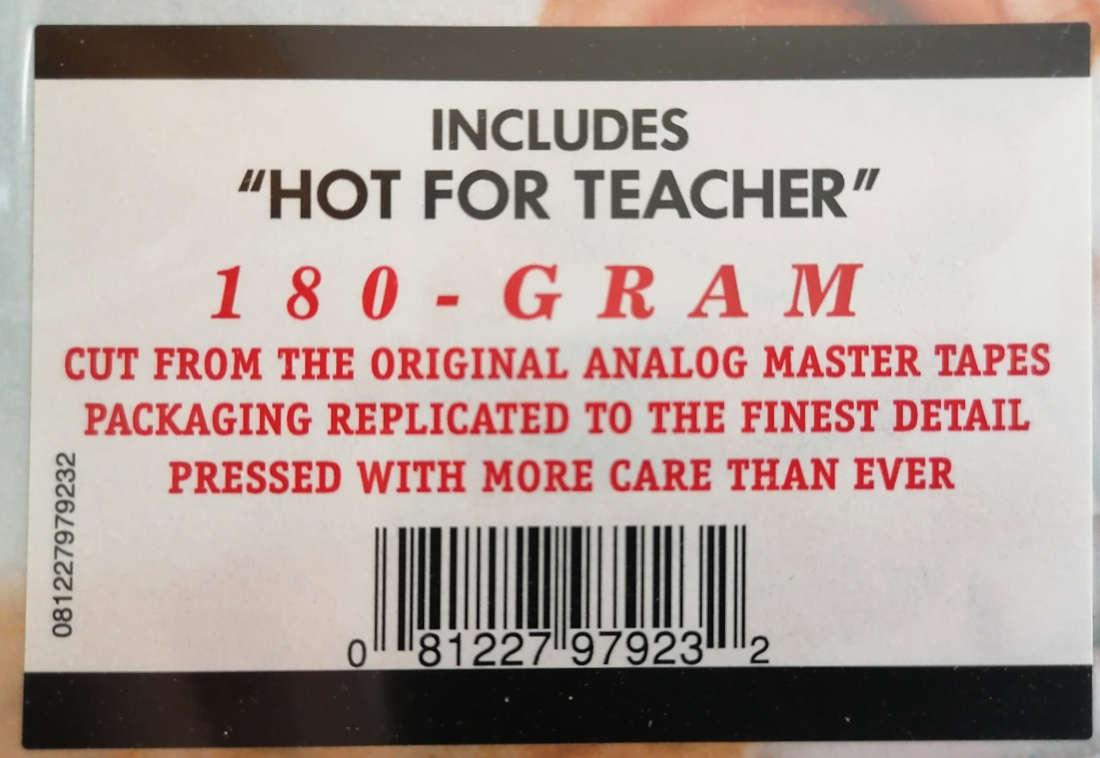 INCLUDES
"HOT FOR TEACHER"
180-GRAM
CUT FROM THE ORIGINAL ANALOG MASTER TAPES
PACKAGING REPLICATED TO THE FINEST DETAIL
PRESSED WITH MORE CARE THAN EVER
081227979232
0 81227 97923 2